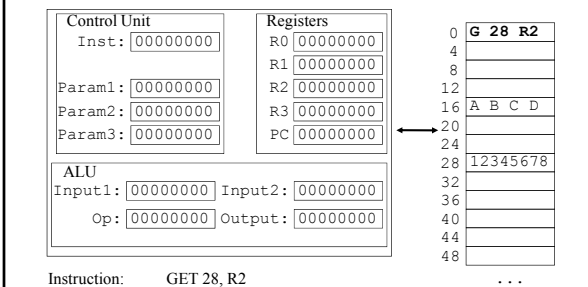 Control Unit
Inst: 00000000
Param1: 00000000
Param2: 00000000
Param3: 00000000
Registers
R0 00000000
R1 00000000
R2 00000000
R3 00000000
PC 00000000
ALU
Input1: 00000000 Input2: 00000000
Op: 00000000 Output: 00000000
0 G 28 R2
4
8
12
16 A B C D
20
24
28 12345678
32
36
40
44
48
. . .
Instruction: GET 28, R2